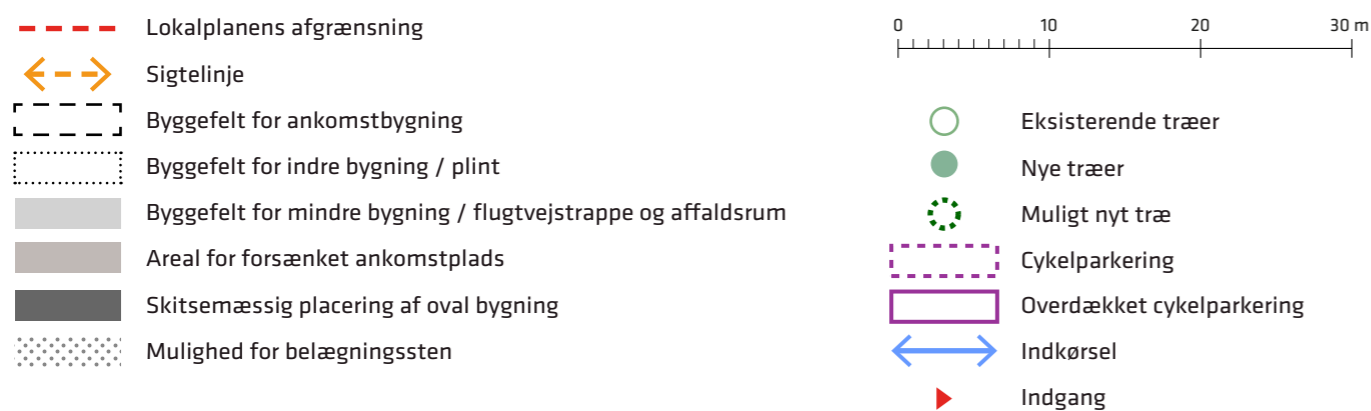 Lokalplanens afgrænsning
Sigtelinje
Byggefelt for ankomstbygning
Byggefelt for indre bygning / plint
Byggefelt for mindre bygning / flugtvejstrappe og affaldsrum
Areal for forsænket ankomstplads
Skitsemæssig placering af oval bygning
Mulighed for belægningssten
0 10 20 30 m
Eksisterende træer
Nye træer
Muligt nyt træ
Cykelparkering
Overdækket cykelparkering
Indkørsel
Indgang